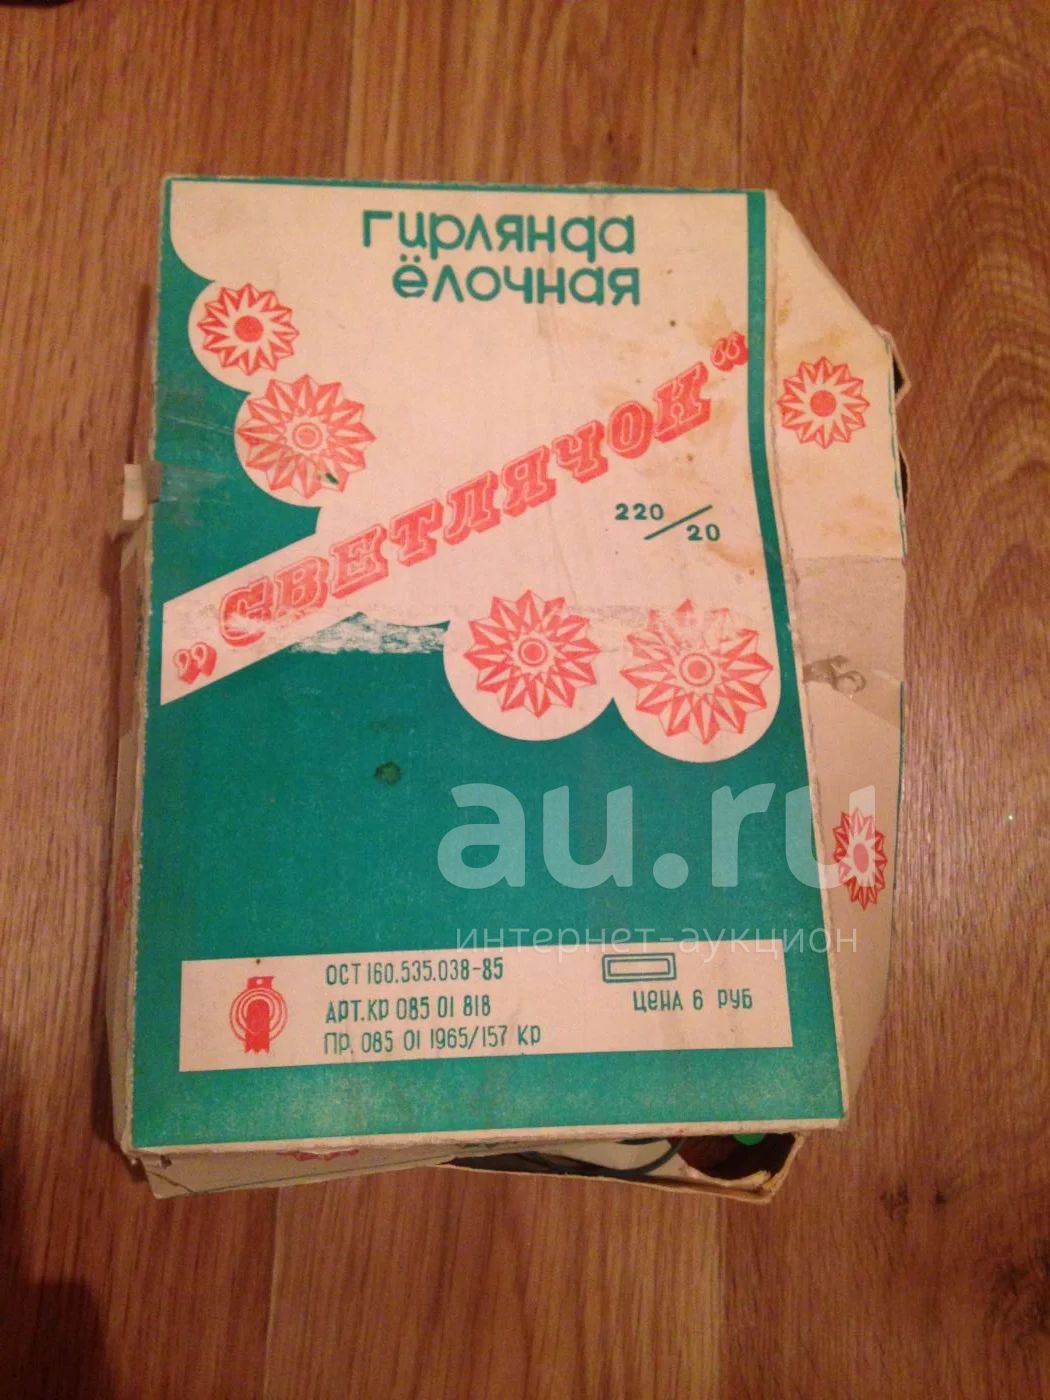 гирлянда
ёлочная
„СВЕТЛЯЧОК“
220/20
ОСТ 160.535.038-85
АРТ. КР 085 01 818
ПР. 085 01 1965/157 КР
ЦЕНА 6 РУБ
au.ru
интернет-аукцион